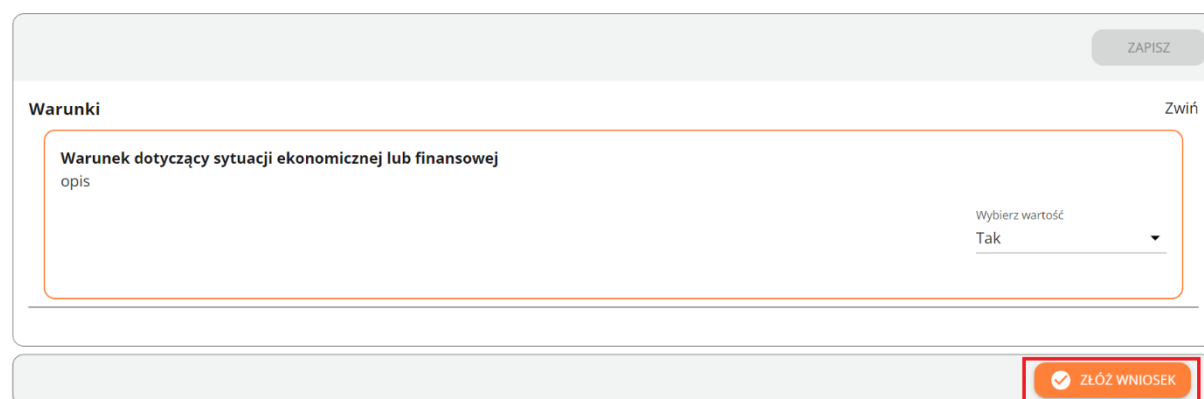 ZAPISZ
Warunki
Zwiń
Warunek dotyczący sytuacji ekonomicznej lub finansowej
opis
Wybierz wartość
Tak
ZŁÓŻ WNIOSEK